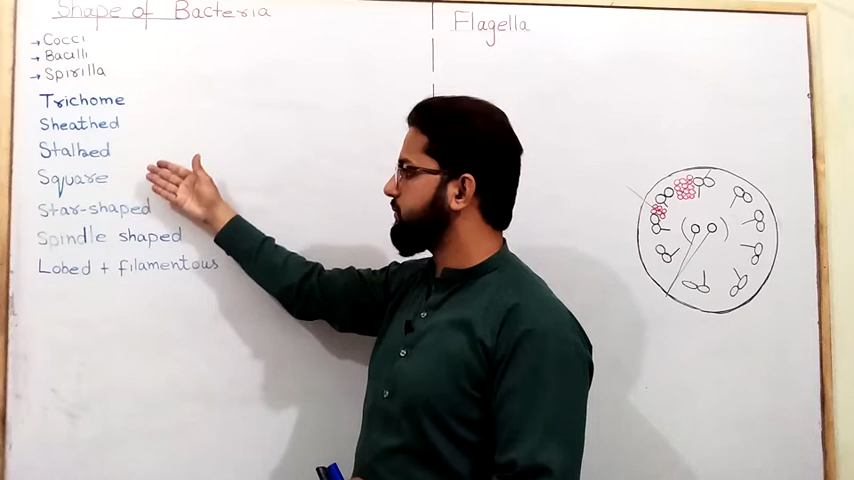 Shape of Bacteria
→ Cocci
→ Bacilli
→ Spirilla
Trichome
Sheathed
Stalked
Square
Star-shaped
Spindle shaped
Lobed + filamentous
Flagella